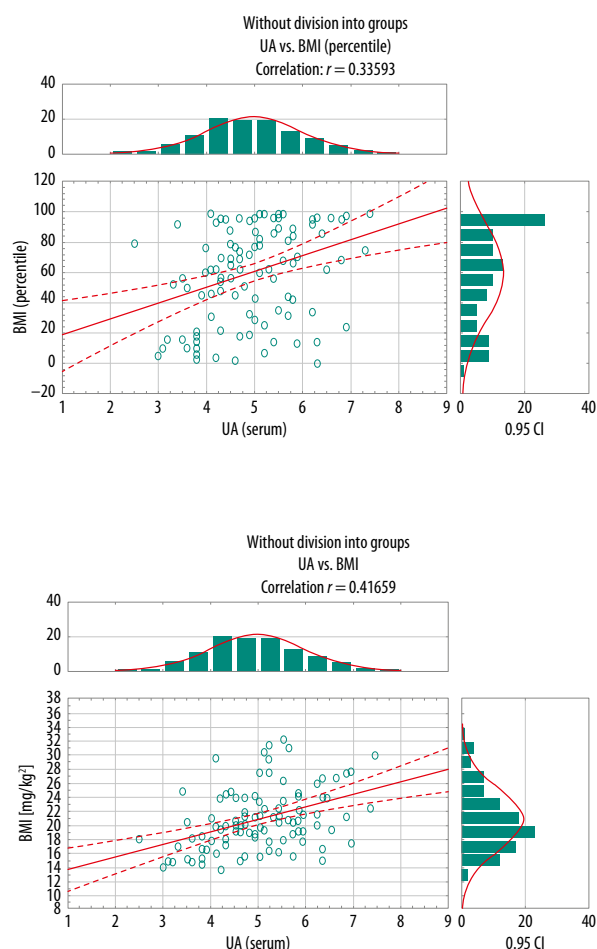 Without division into groups
UA vs. BMI (percentile)
Correlation: r = 0.33593
40
20
0
120
100
80
60
40
20
0
–20
BMI (percentile)
1 2 3 4 5 6 7 8 9
UA (serum)
0 20 40
0.95 CI
Without division into groups
UA vs. BMI
Correlation r = 0.41659
40
20
0
38
36
34
32
30
28
26
24
22
20
18
16
14
12
10
8
BMI [mg/kg²]
1 2 3 4 5 6 7 8 9
UA (serum)
0 20 40
0.95 CI